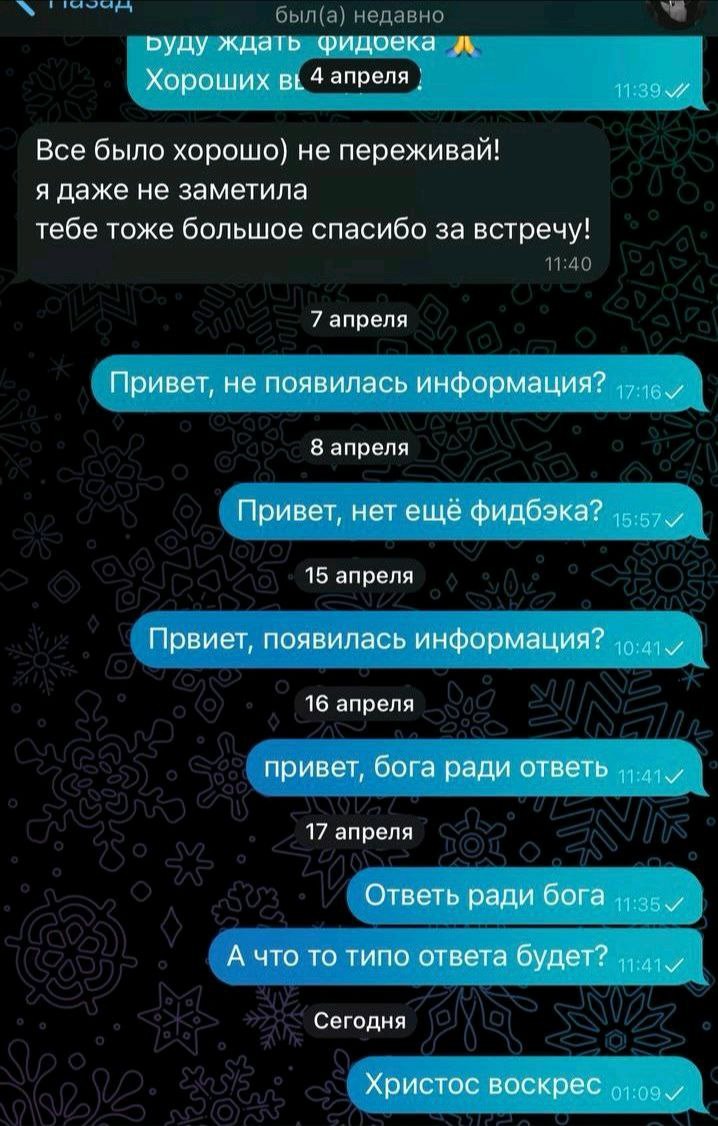 Назад
был(а) недавно
Буду ждать фидбека 🙏
Хороших
4 апреля
11:39
Все было хорошо) не переживай!
я даже не заметила
тебе тоже большое спасибо за встречу!
11:40
7 апреля
Привет, не появилась информация? 17:16
8 апреля
Привет, нет ещё фидбэка? 15:57
15 апреля
Првиет, появилась информация? 10:41
16 апреля
привет, бога ради ответь 11:41
17 апреля
Ответь ради бога 11:35
А что то типо ответа будет? 11:41
Сегодня
Христос воскрес 01:09